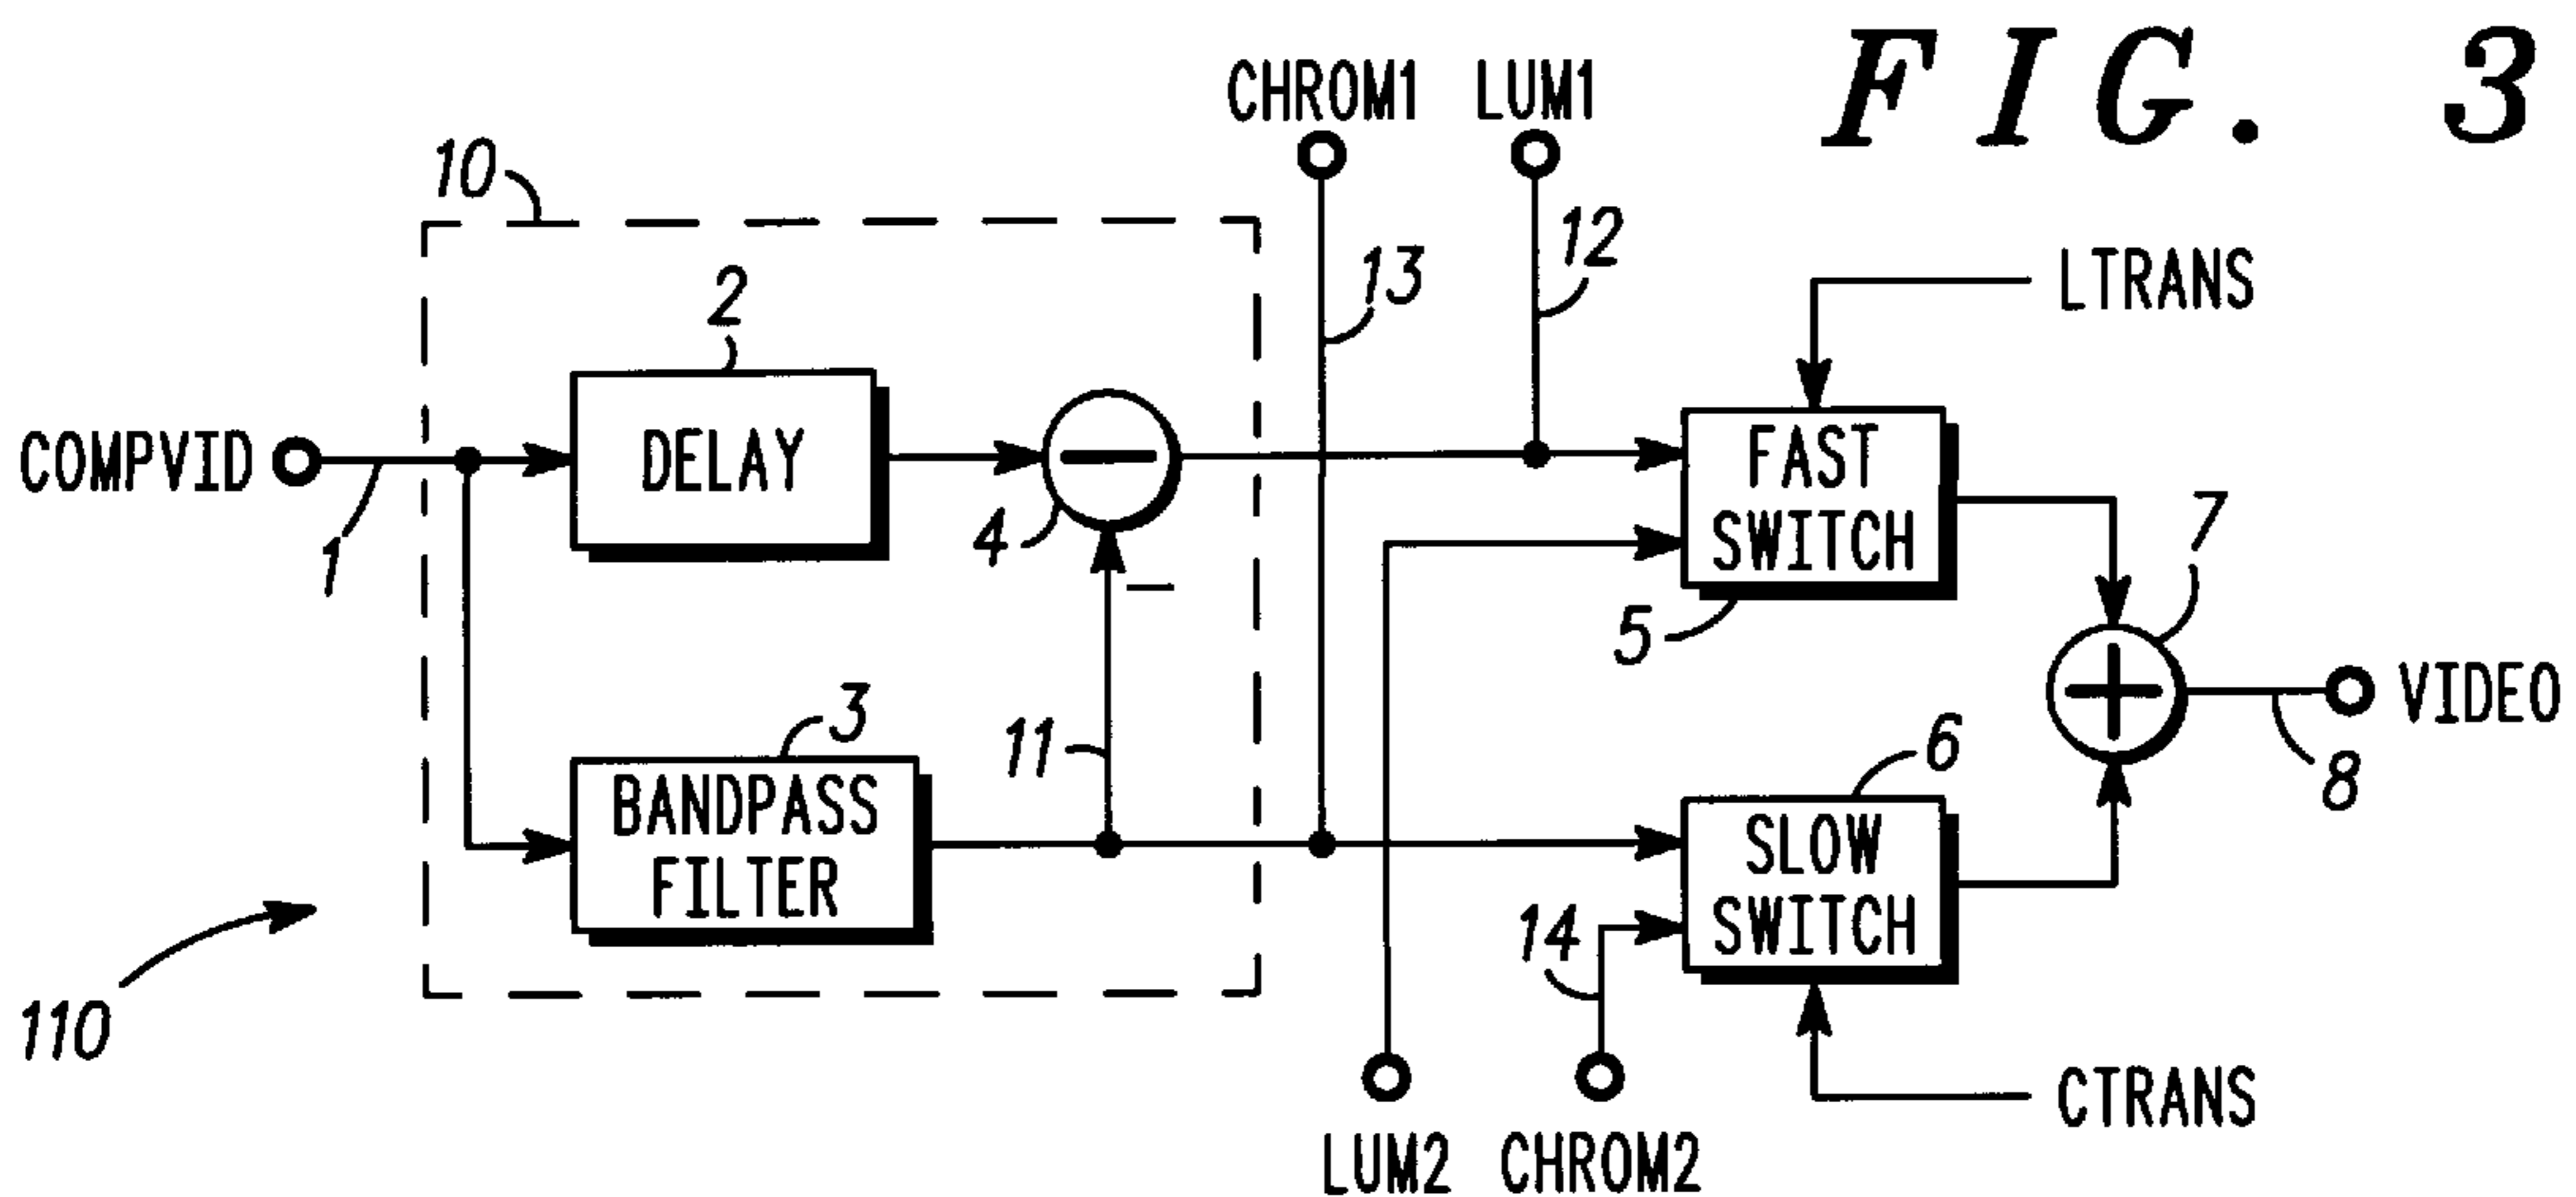 FIG. 3
CHROM1 LUM1
10
12
13
LTRANS
2
COMPVID
DELAY
FAST
SWITCH
4
7
1
5
VIDEO
3
11
6
8
BANDPASS
FILTER
SLOW
SWITCH
14
110
CTRANS
LUM2 CHROM2